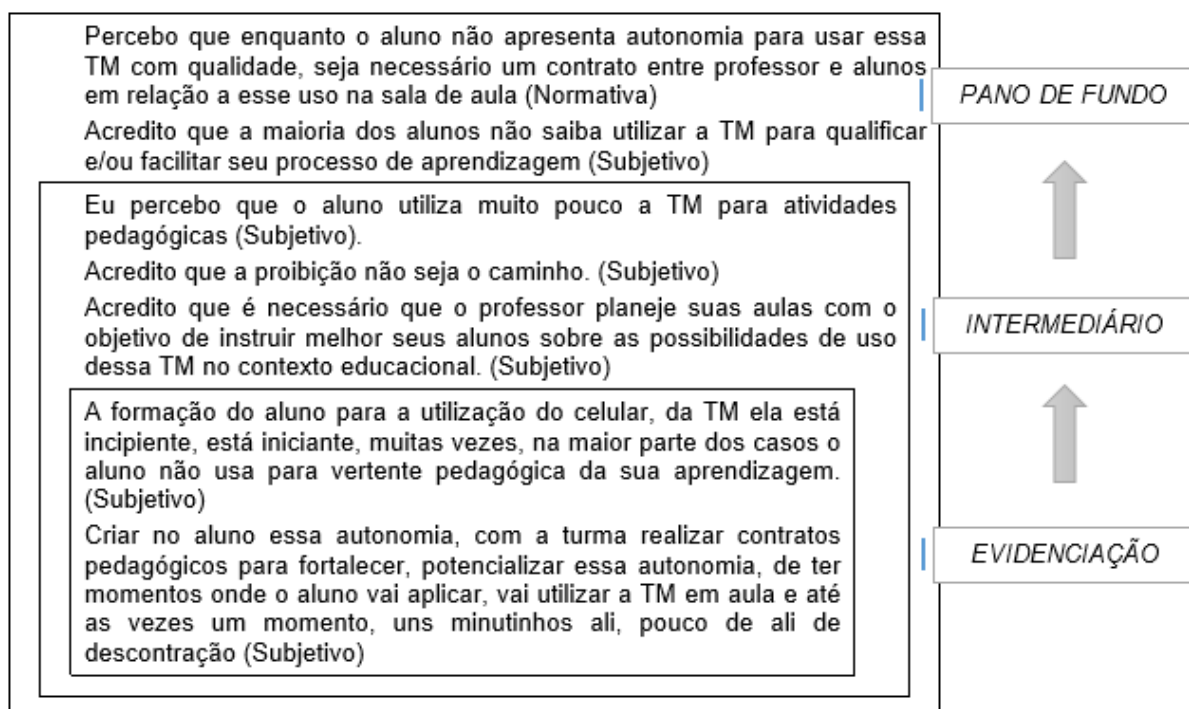 Percebo que enquanto o aluno não apresenta autonomia para usar essa
TM com qualidade, seja necessário um contrato entre professor e alunos
em relação a esse uso na sala de aula (Normativa)
PANO DE FUNDO
Acredito que a maioria dos alunos não saiba utilizar a TM para qualificar
e/ou facilitar seu processo de aprendizagem (Subjetivo)
Eu percebo que o aluno utiliza muito pouco a TM para atividades
pedagógicas (Subjetivo).
Acredito que a proibição não seja o caminho. (Subjetivo)
Acredito que é necessário que o professor planeje suas aulas com o
objetivo de instruir melhor seus alunos sobre as possibilidades de uso
dessa TM no contexto educacional. (Subjetivo)
INTERMEDIÁRIO
A formação do aluno para a utilização do celular, da TM ela está
incipiente, está iniciante, muitas vezes, na maior parte dos casos o
aluno não usa para vertente pedagógica da sua aprendizagem.
(Subjetivo)
Criar no aluno essa autonomia, com a turma realizar contratos
pedagógicos para fortalecer, potencializar essa autonomia, de ter
momentos onde o aluno vai aplicar, vai utilizar a TM em aula e até
as vezes um momento, uns minutinhos ali, pouco de ali de
descontração (Subjetivo)
EVIDENCIAÇÃO